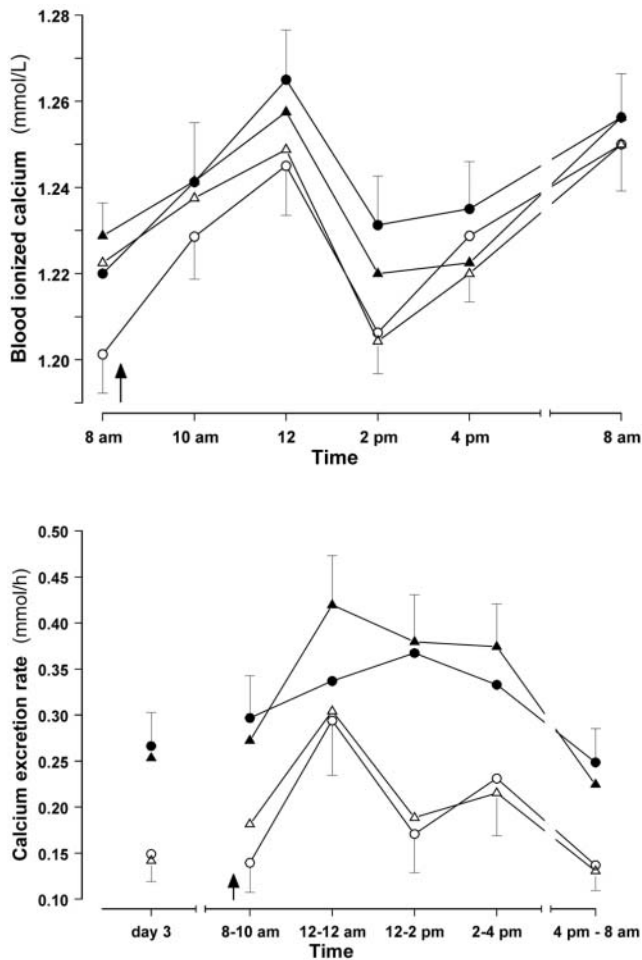 Blood ionized calcium (mmol/L)
1.28
1.26
1.24
1.22
1.20
8 am 10 am 12 2 pm 4 pm 8 am
Time
Calcium excretion rate (mmol/h)
0.50
0.45
0.40
0.35
0.30
0.25
0.20
0.15
0.10
day 3 8-10 am 12-12 am 12-2 pm 2-4 pm 4 pm - 8 am
Time